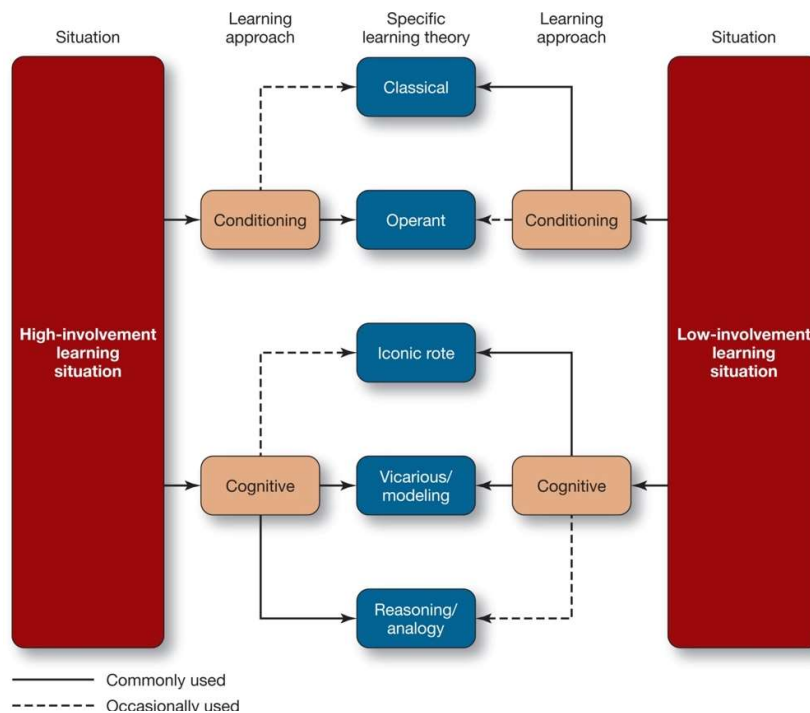 Situation
Learning
approach
Specific
learning theory
Learning
approach
Situation
Classical
Conditioning
Operant
Conditioning
High-involvement
learning
situation
Iconic rote
Low-involvement
learning
situation
Cognitive
Vicarious/
modeling
Cognitive
Reasoning/
analogy
Commonly used
Occasionally used